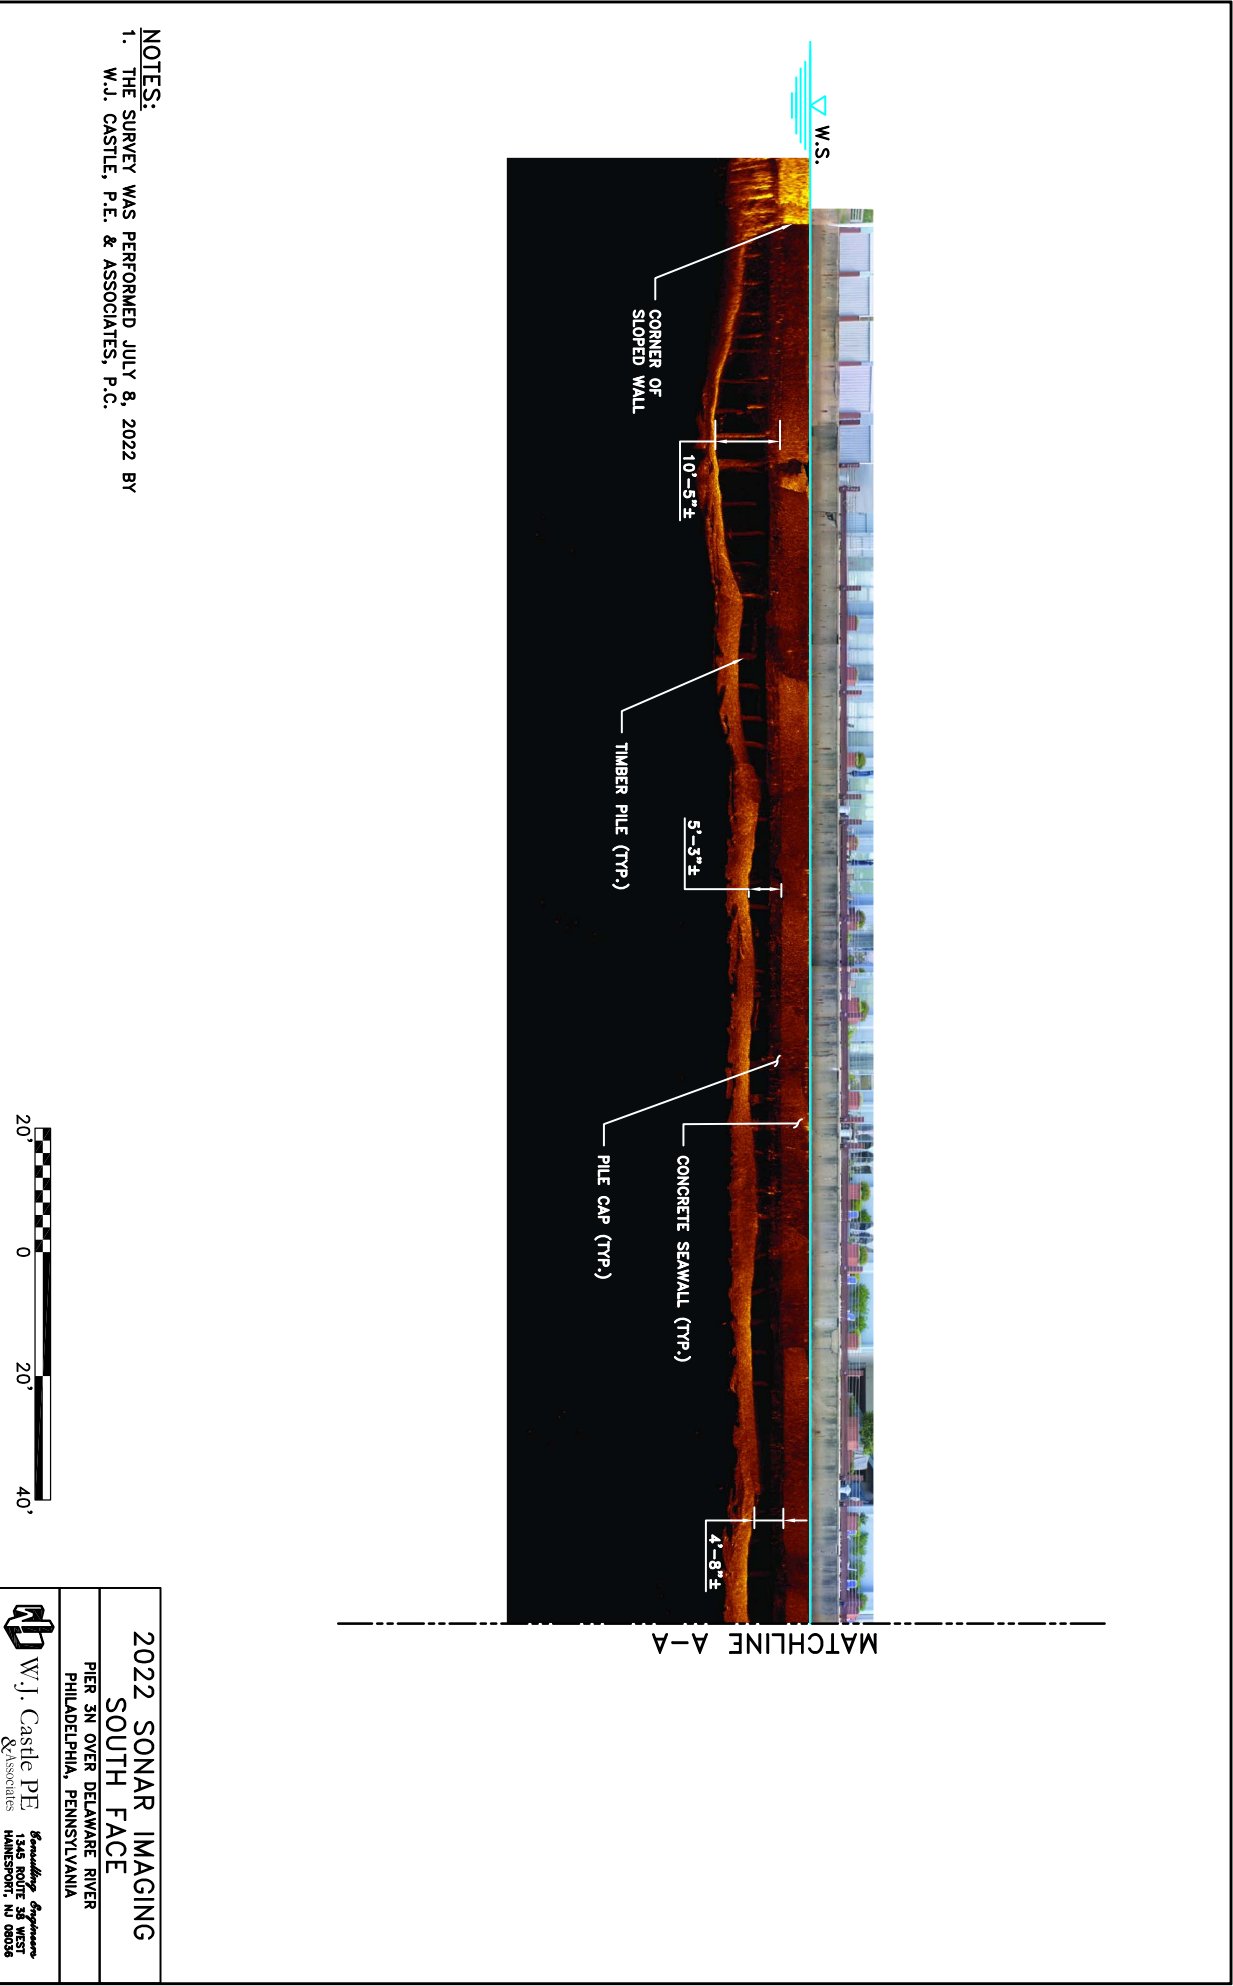 W.S.
CORNER OF
SLOPED WALL
10'-5"±
TIMBER PILE (TYP.)
5'-3"±
PILE CAP (TYP.)
CONCRETE SEAWALL (TYP.)
4'-8"±
MATCHLINE A-A
NOTES:
1. THE SURVEY WAS PERFORMED JULY 8, 2022 BY
W.J. CASTLE, P.E. & ASSOCIATES, P.C.
20' 0 20' 40'
2022 SONAR IMAGING
SOUTH FACE
PIER 3N OVER DELAWARE RIVER
PHILADELPHIA, PENNSYLVANIA
WJ
W.J. Castle PE
& Associates
Consulting Engineers
1345 ROUTE 38 WEST
HAINESPORT, NJ 08036